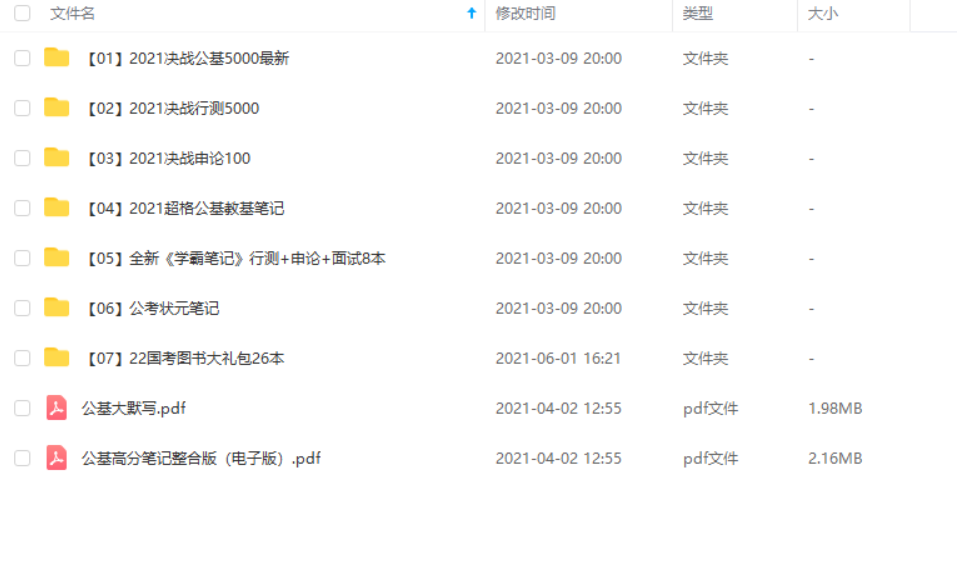 文件名 修改时间 类型 大小
【01】2021决战公基5000最新 2021-03-09 20:00 文件夹 -
【02】2021决战行测5000 2021-03-09 20:00 文件夹 -
【03】2021决战申论100 2021-03-09 20:00 文件夹 -
【04】2021超格公基教基笔记 2021-03-09 20:00 文件夹 -
【05】全新《学霸笔记》行测+申论+面试8本 2021-03-09 20:00 文件夹 -
【06】公考状元笔记 2021-03-09 20:00 文件夹 -
【07】22国考图书大礼包26本 2021-06-01 16:21 文件夹 -
公基大默写.pdf 2021-04-02 12:55 pdf文件 1.98MB
公基高分笔记整合版（电子版）.pdf 2021-04-02 12:55 pdf文件 2.16MB